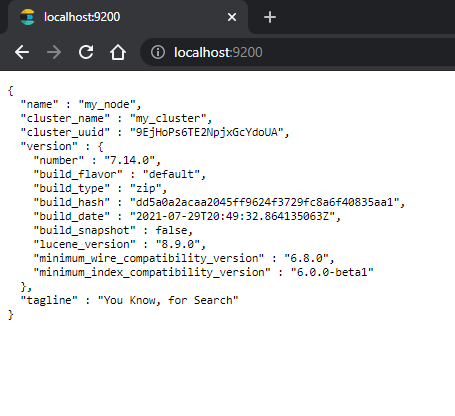 localhost:9200
localhost:9200
{
  "name" : "my_node",
  "cluster_name" : "my_cluster",
  "cluster_uuid" : "9EjHoPs6TE2NpjxGcYdoUA",
  "version" : {
    "number" : "7.14.0",
    "build_flavor" : "default",
    "build_type" : "zip",
    "build_hash" : "dd5a0a2acaa2045ff9624f3729fc8a6f40835aa1",
    "build_date" : "2021-07-29T20:49:32.864135063Z",
    "build_snapshot" : false,
    "lucene_version" : "8.9.0",
    "minimum_wire_compatibility_version" : "6.8.0",
    "minimum_index_compatibility_version" : "6.0.0-beta1"
  },
  "tagline" : "You Know, for Search"
}